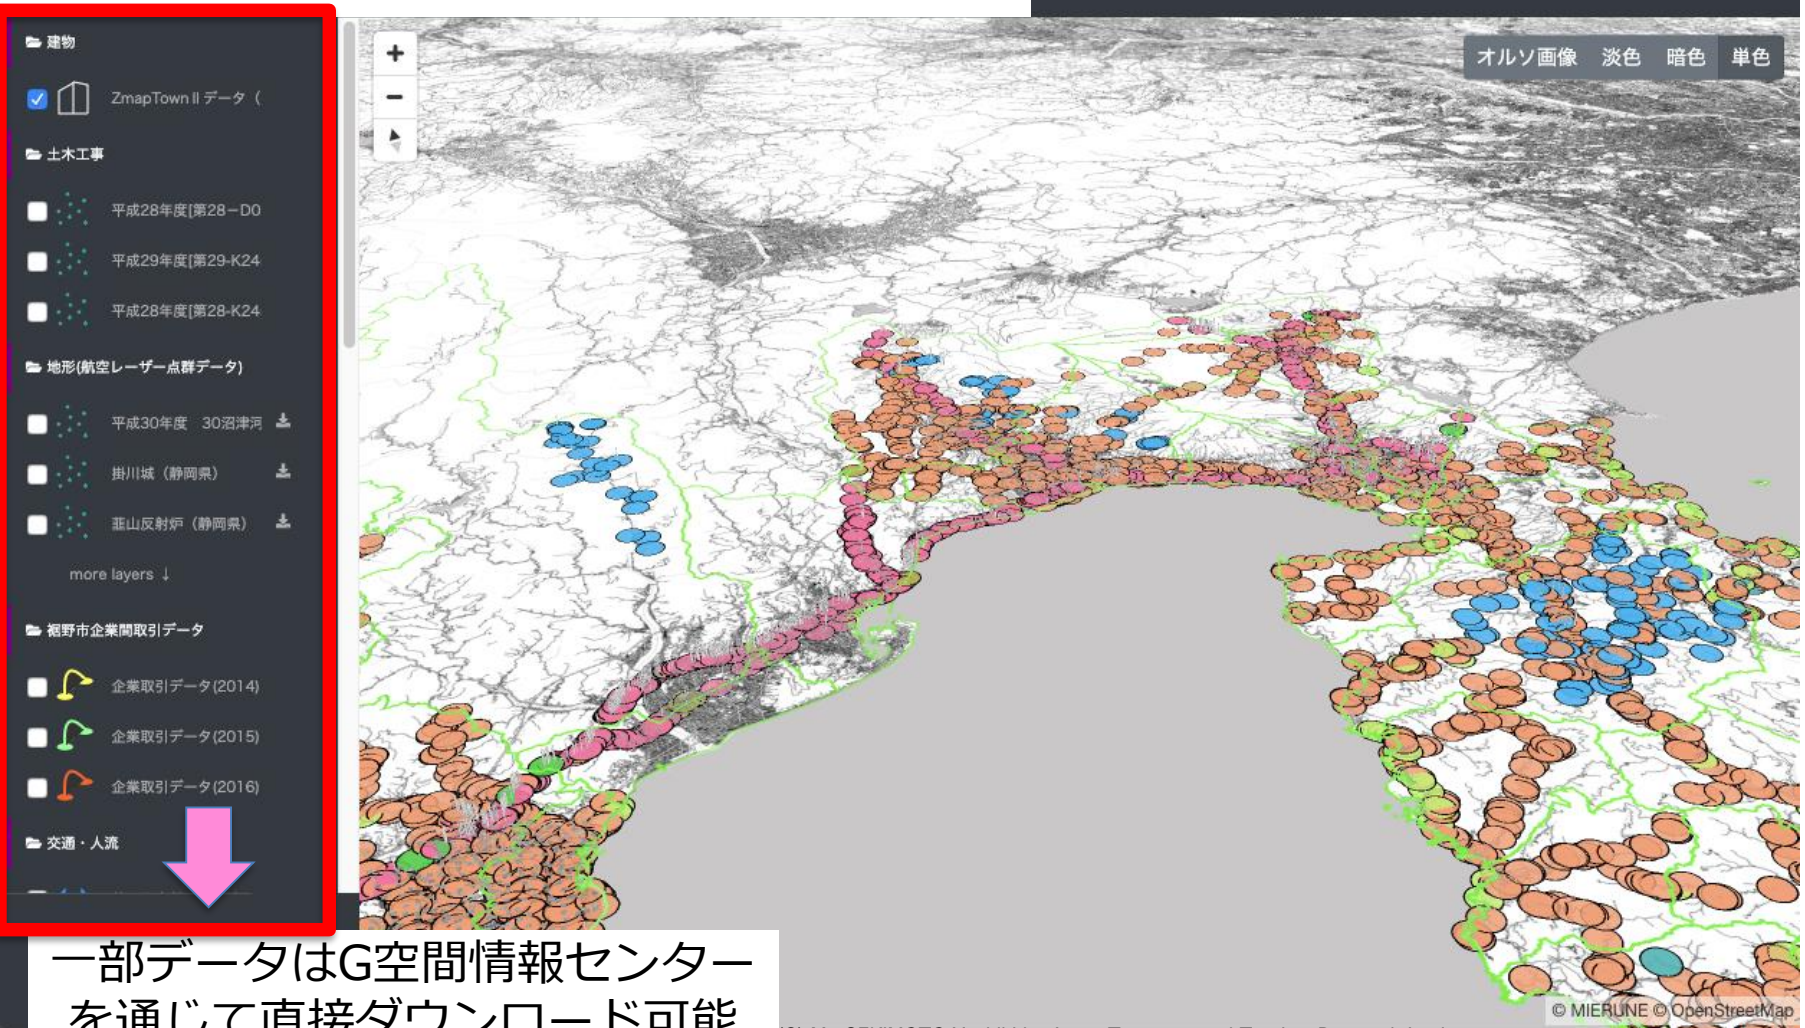 建物
ZmapTown II データ (
土木工事
平成28年度[第28-D0
平成29年度[第29-K24
平成28年度[第28-K24
地形(航空レーザー点群データ)
平成30年度 30沼津河
掛川城（静岡県）
韮山反射炉（静岡県）
more layers ↓
裾野市企業間取引データ
企業取引データ(2014)
企業取引データ(2015)
企業取引データ(2016)
交通・人流
オルソ画像 淡色 暗色 単色
© MIERUNE © OpenStreetMap
一部データはG空間情報センター
を通じて直接ダウンロード可能